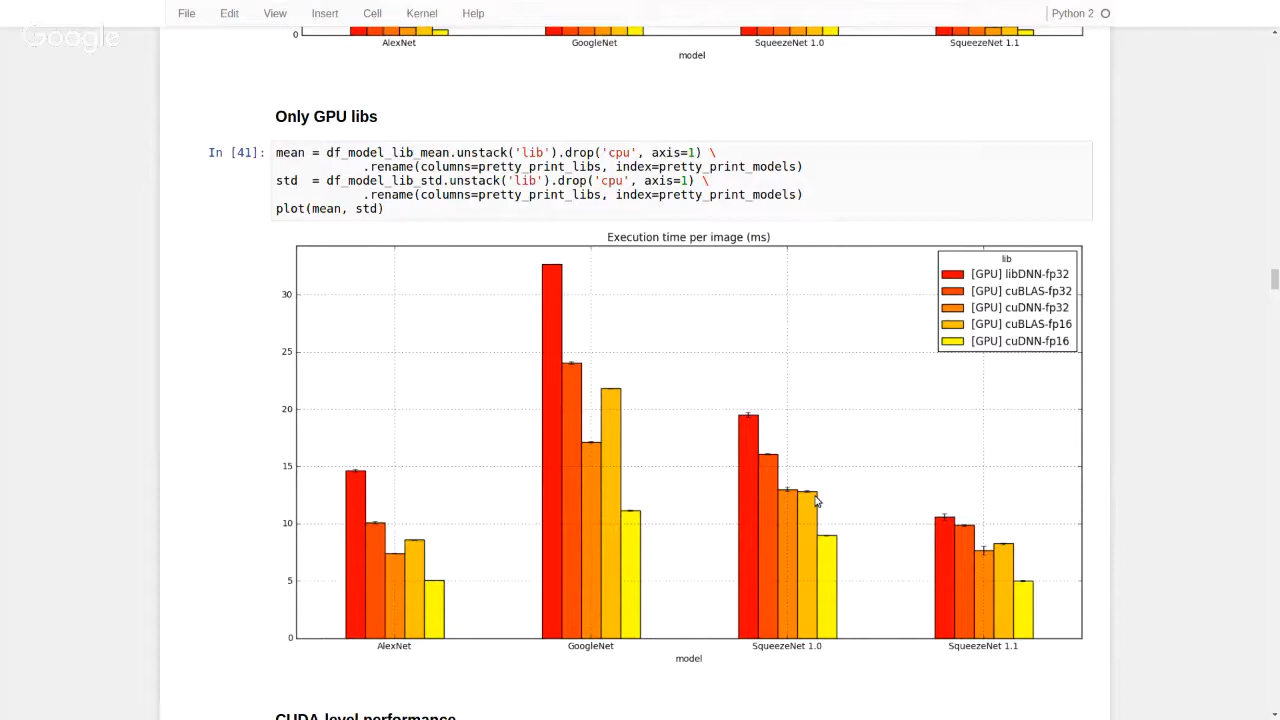 File Edit View Insert Cell Kernel Help Python 2
Google
0
AlexNet GoogleNet SqueezeNet 1.0 SqueezeNet 1.1
model
Only GPU libs
In [41]: mean = df_model_lib_mean.unstack('lib').drop('cpu', axis=1) \
.rename(columns=pretty_print_libs, index=pretty_print_models)
std = df_model_lib_std.unstack('lib').drop('cpu', axis=1) \
.rename(columns=pretty_print_libs, index=pretty_print_models)
plot(mean, std)
Execution time per image (ms)
lib
[GPU] libDNN-fp32
[GPU] cuBLAS-fp32
[GPU] cuDNN-fp32
[GPU] cuBLAS-fp16
[GPU] cuDNN-fp16
30
25
20
15
10
5
0
AlexNet GoogleNet SqueezeNet 1.0 SqueezeNet 1.1
model
CUDA-level performance